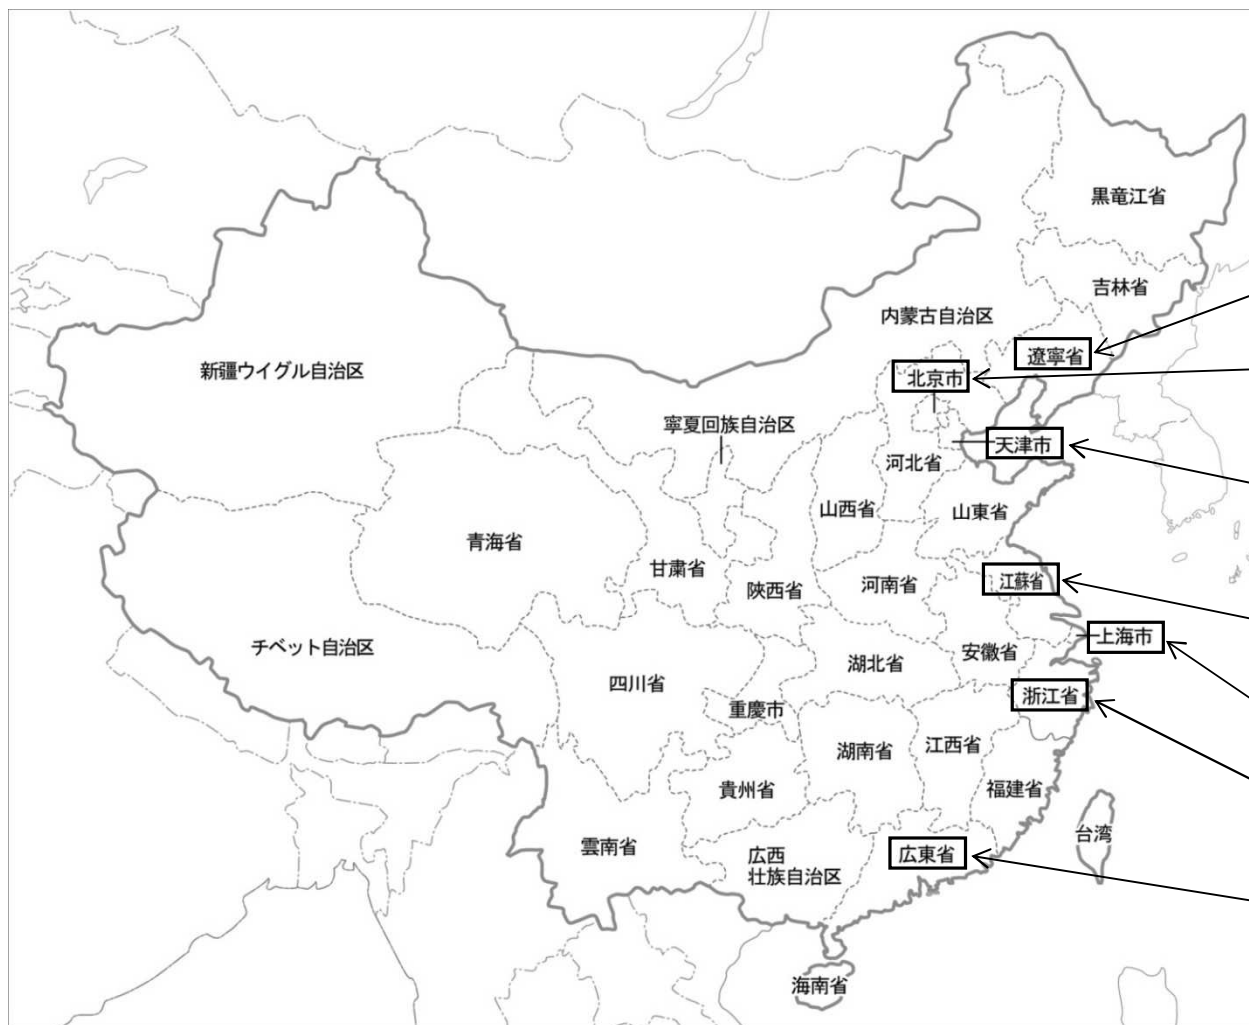 黒竜江省
吉林省
内蒙古自治区
遼寧省
新疆ウイグル自治区
北京市
寧夏回族自治区
天津市
河北省
山西省
山東省
青海省
甘粛省
陝西省
河南省
江蘇省
チベット自治区
上海市
安徽省
湖北省
四川省
浙江省
重慶市
湖南省
江西省
貴州省
福建省
台湾
雲南省
広西
壮族自治区
広東省
海南省